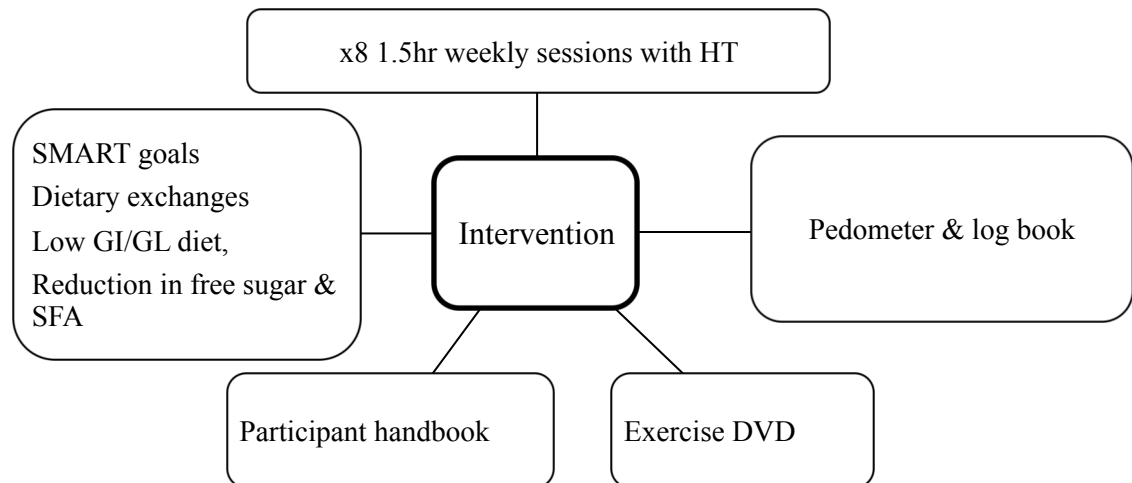 x8 1.5hr weekly sessions with HT
SMART goals
Dietary exchanges
Low GI/GL diet,
Reduction in free sugar &
SFA
Intervention
Pedometer & log book
Participant handbook
Exercise DVD